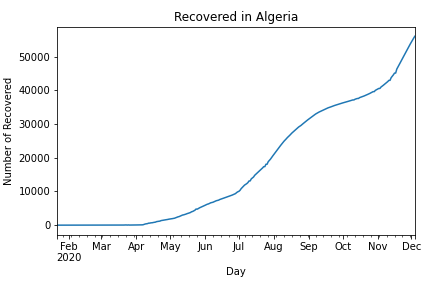 Recovered in Algeria
Number of Recovered
50000
40000
30000
20000
10000
0
Feb Mar Apr May Jun Jul Aug Sep Oct Nov Dec
2020
Day